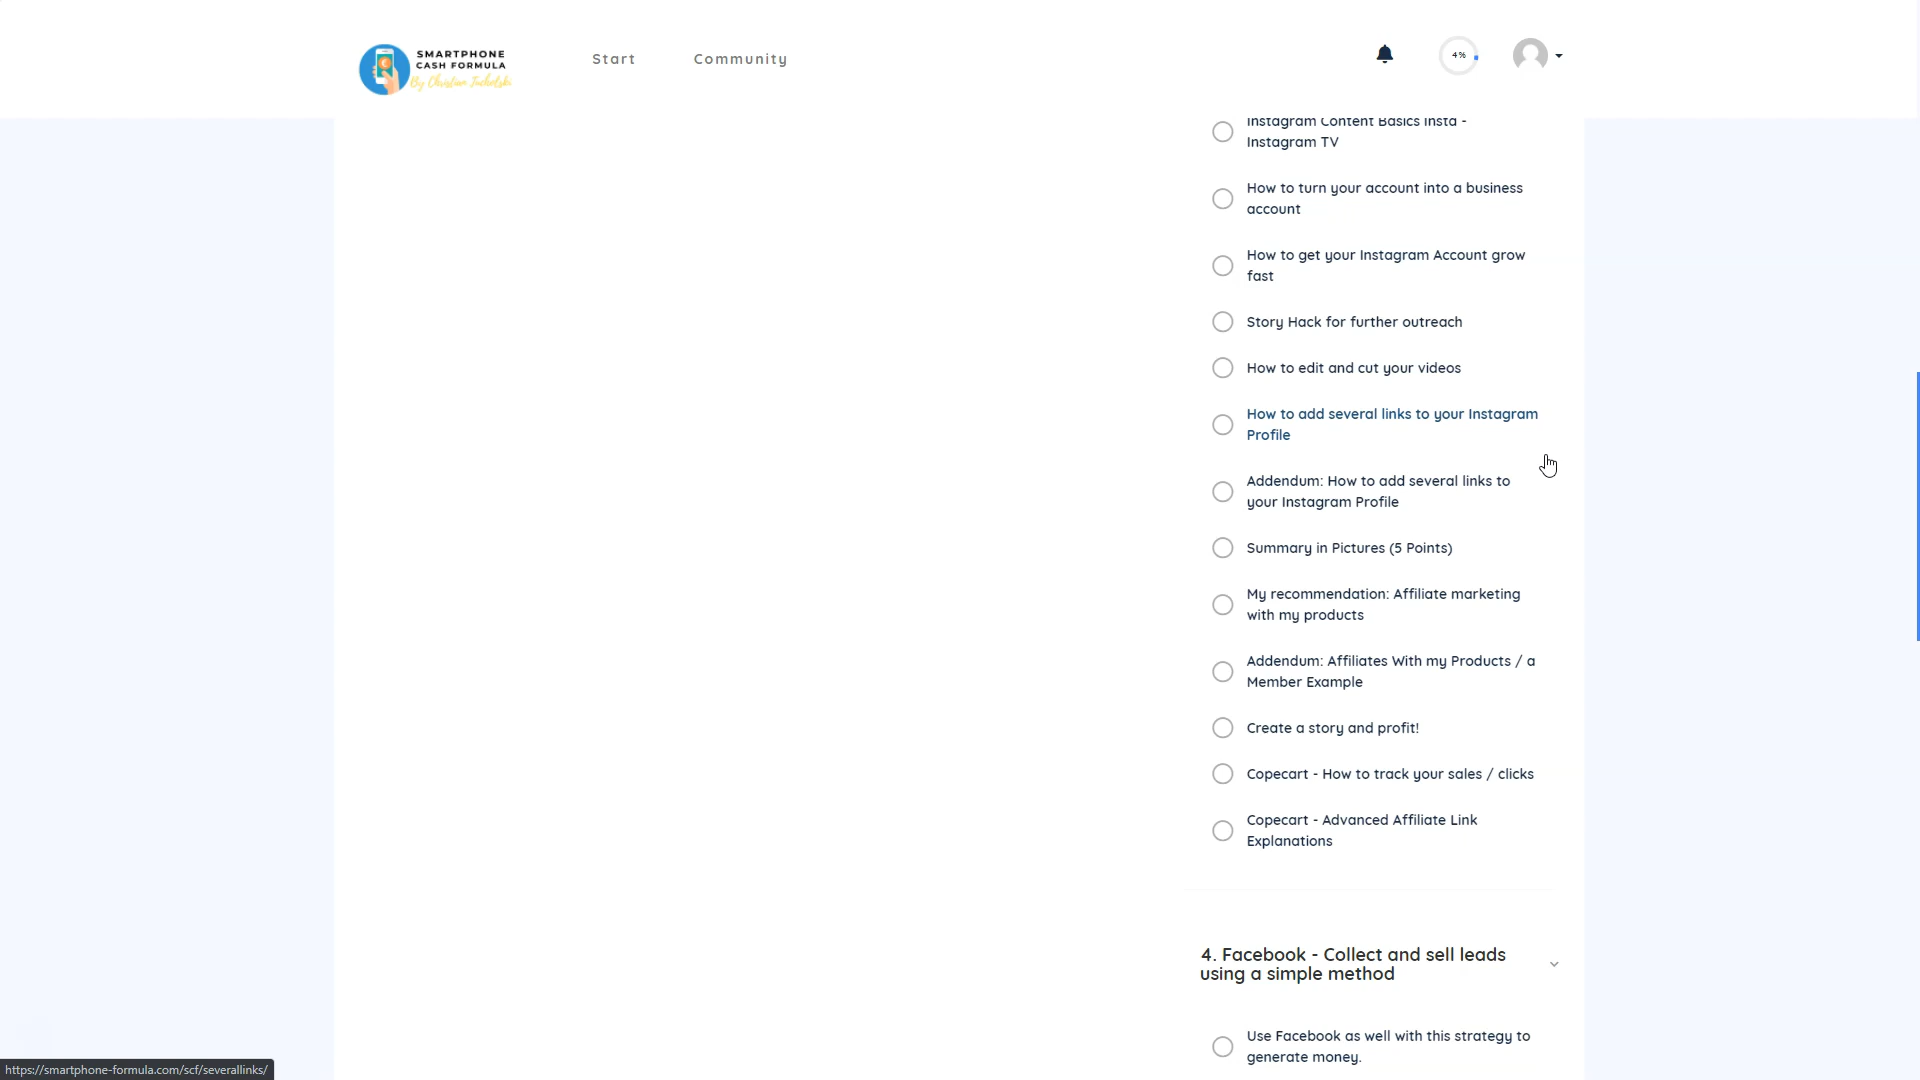 SMARTPHONE
CASH FORMULA
Start
Community
4%
Instagram Content Basics Insta -
Instagram TV
How to turn your account into a business
account
How to get your Instagram Account grow
fast
Story Hack for further outreach
How to edit and cut your videos
How to add several links to your Instagram
Profile
Addendum: How to add several links to
your Instagram Profile
Summary in Pictures (5 Points)
My recommendation: Affiliate marketing
with my products
Addendum: Affiliates With my Products / a
Member Example
Create a story and profit!
Copecart - How to track your sales / clicks
Copecart - Advanced Affiliate Link
Explanations
4. Facebook - Collect and sell leads
using a simple method
Use Facebook as well with this strategy to
generate money.
https://smartphone-formula.com/scf/severallinks/